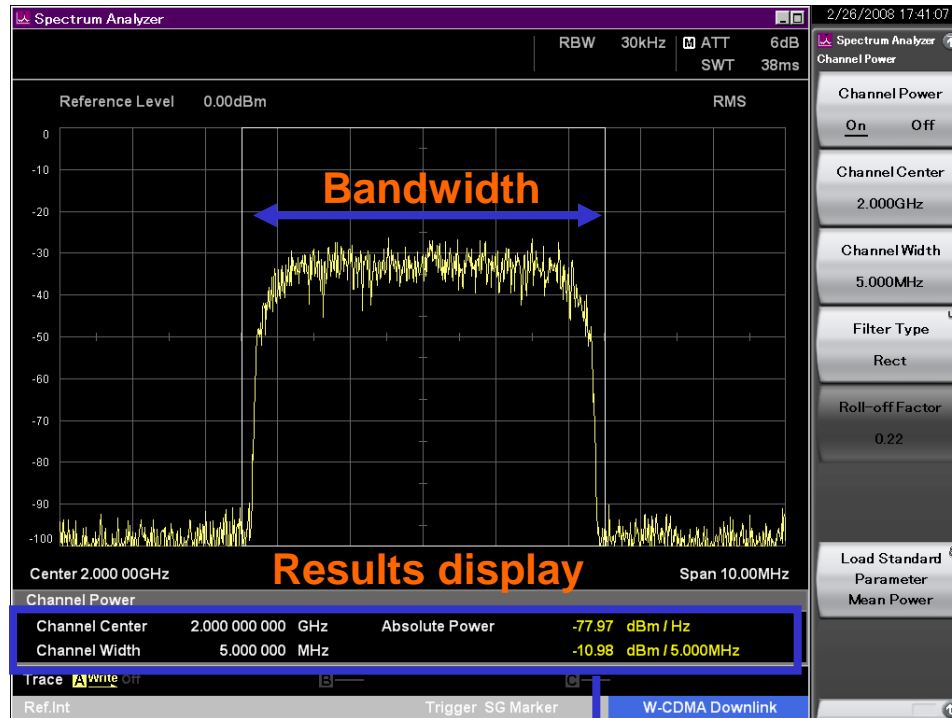 Spectrum Analyzer
2/26/2008 17:41:07
RBW 30kHz M ATT 6dB
SWT 38ms
Spectrum Analyzer
Channel Power
Reference Level 0.00dBm RMS
Channel Power
On Off
0
-10
-20
-30
-40
-50
-60
-70
-80
-90
-100
Bandwidth
Channel Center
2.000GHz
Channel Width
5.000MHz
Filter Type
Rect
Roll-off Factor
0.22
Results display
Center 2.000 00GHz Span 10.00MHz
Load Standard
Parameter
Mean Power
Channel Power
Channel Center 2.000 000 000 GHz Absolute Power -77.97 dBm / Hz
Channel Width 5.000 000 MHz -10.98 dBm / 5.000MHz
Trace A Write Off B C
Ref.Int Trigger SG Marker W-CDMA Downlink